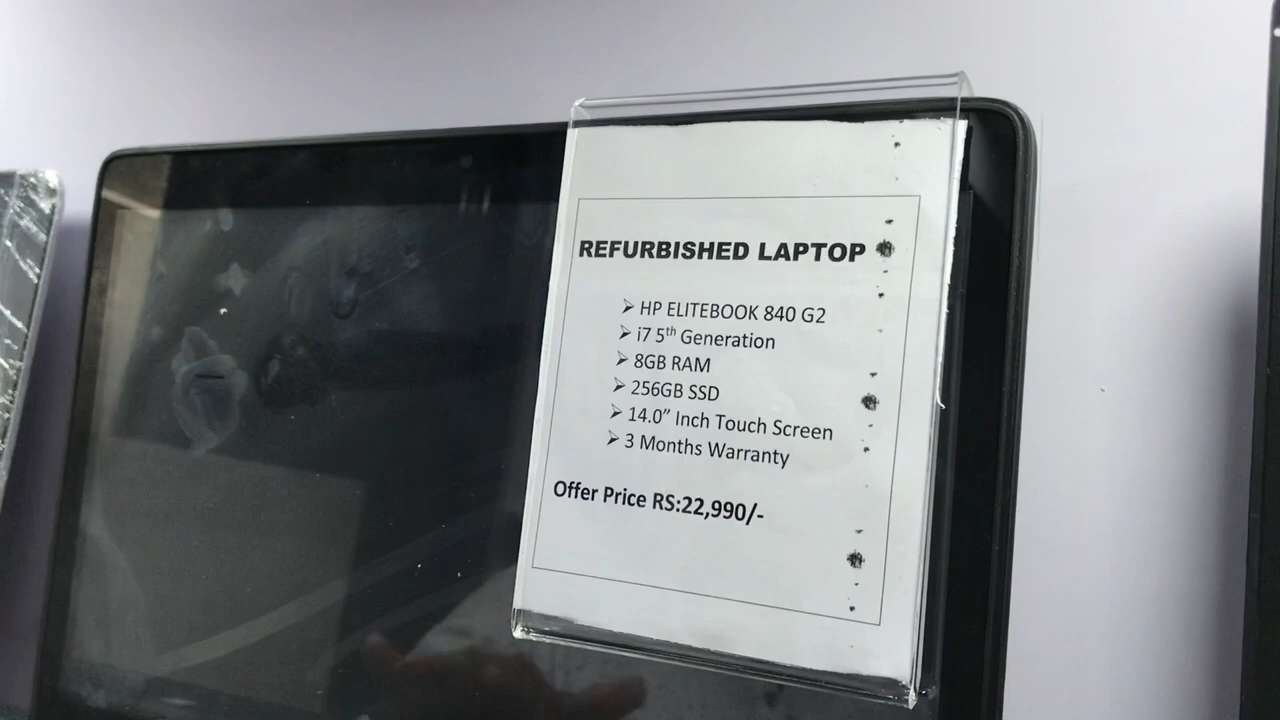 REFURBISHED LAPTOP
➢ HP ELITEBOOK 840 G2
➢ i7 5th Generation
➢ 8GB RAM
➢ 256GB SSD
➢ 14.0” Inch Touch Screen
➢ 3 Months Warranty
Offer Price RS:22,990/-